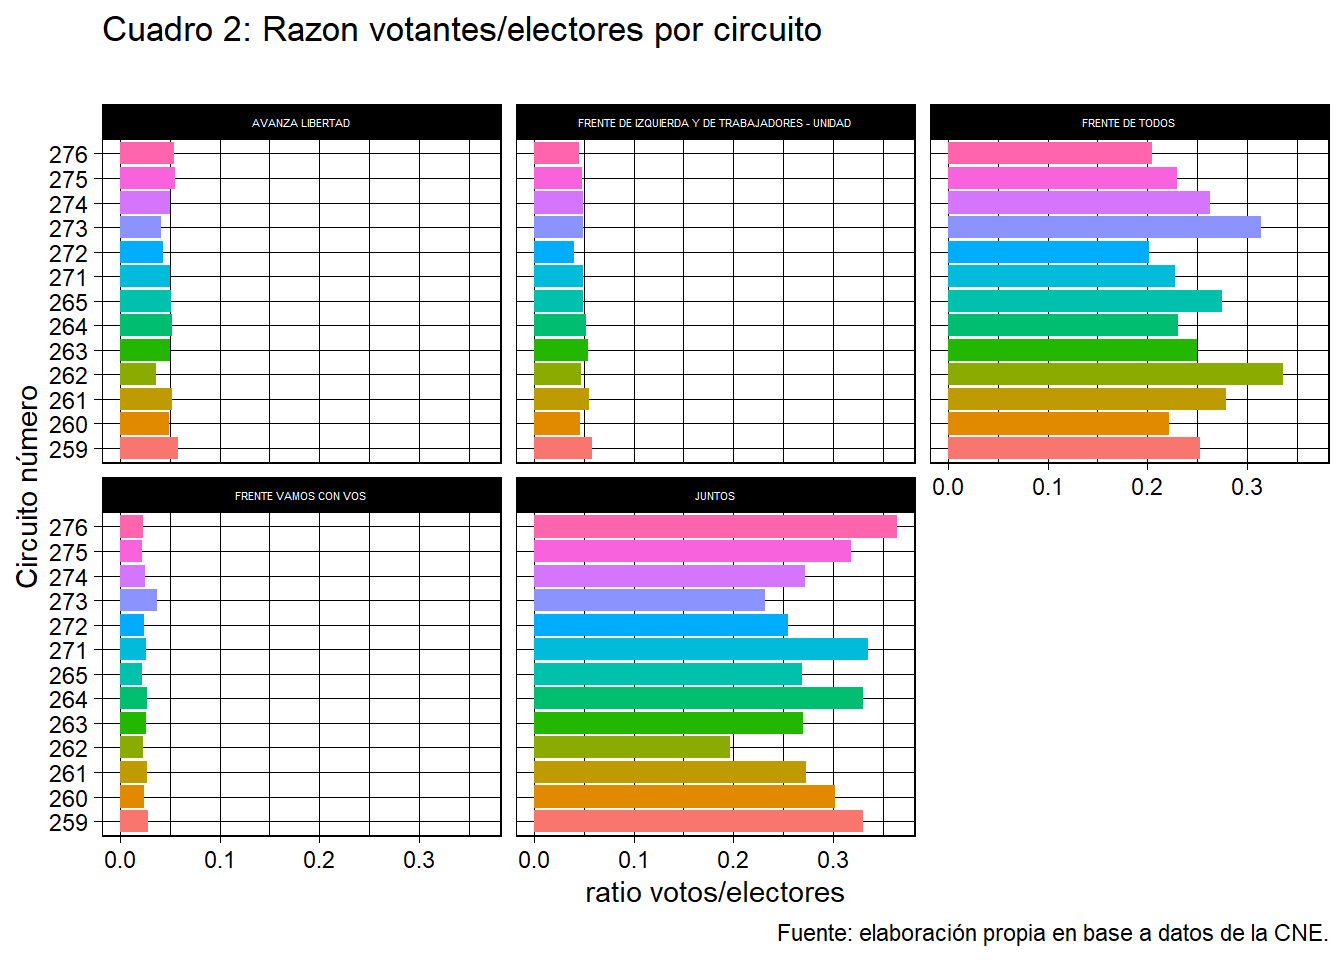 Cuadro 2: Razon votantes/electores por circuito
AVANZA LIBERTAD
FRENTE DE IZQUIERDA Y DE TRABAJADORES - UNIDAD
FRENTE DE TODOS
276
275
274
273
272
271
265
264
263
262
261
260
259
0.0 0.1 0.2 0.3
FRENTE VAMOS CON VOS
JUNTOS
276
275
274
273
272
271
265
264
263
262
261
260
259
0.0 0.1 0.2 0.3
0.0 0.1 0.2 0.3
Circuito número
ratio votos/electores
Fuente: elaboración propia en base a datos de la CNE.